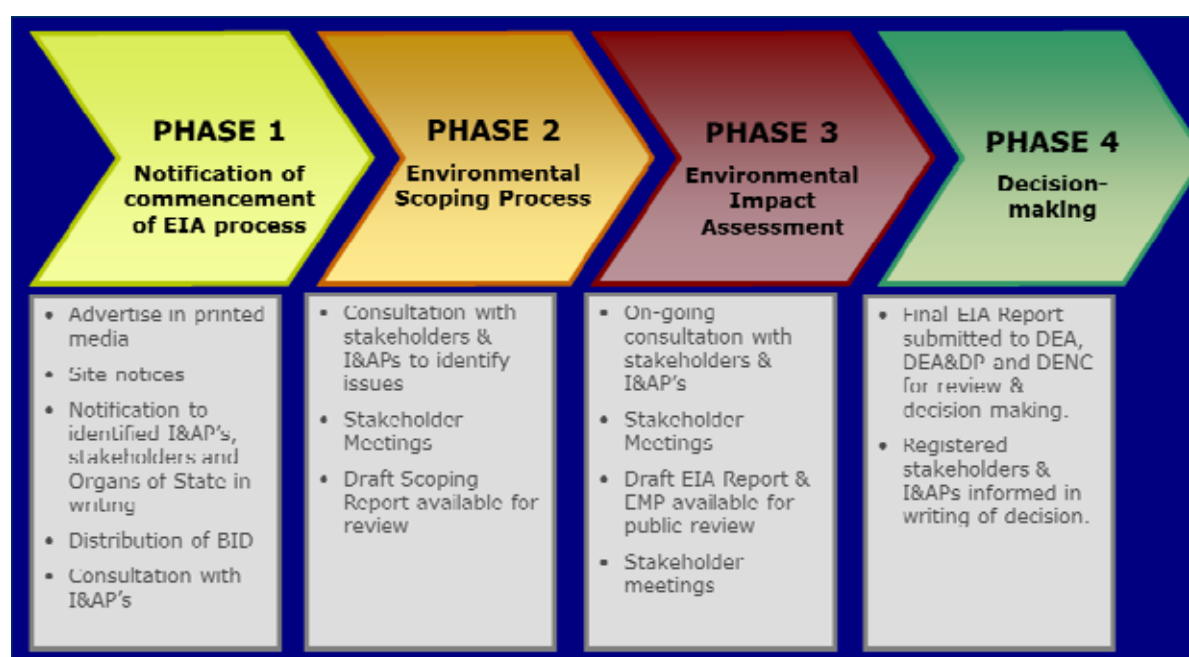 PHASE 1
Notification of
commencement
of EIA process
• Advertise in printed
media
• Site notices
• Notification to
identified I&AP's,
stakeholders and
Organs of State in
writing
• Distribution of BID
• Consultation with
I&AP's
PHASE 2
Environmental
Scoping Process
• Consultation with
stakeholders &
I&APs to identify
issues
• Stakeholder
Meetings
• Draft Scoping
Report available for
review
PHASE 3
Environmental
Impact
Assessment
• On-going
consultation with
stakeholders &
I&AP's
• Stakeholder
Meetings
• Draft EIA Report &
EMP available for
public review
• Stakeholder
meetings
PHASE 4
Decision-
making
• Final EIA Report
submitted to DEA,
DEA&DP and DENC
for review &
decision making.
• Registered
stakeholders &
I&APs informed in
writing of decision.